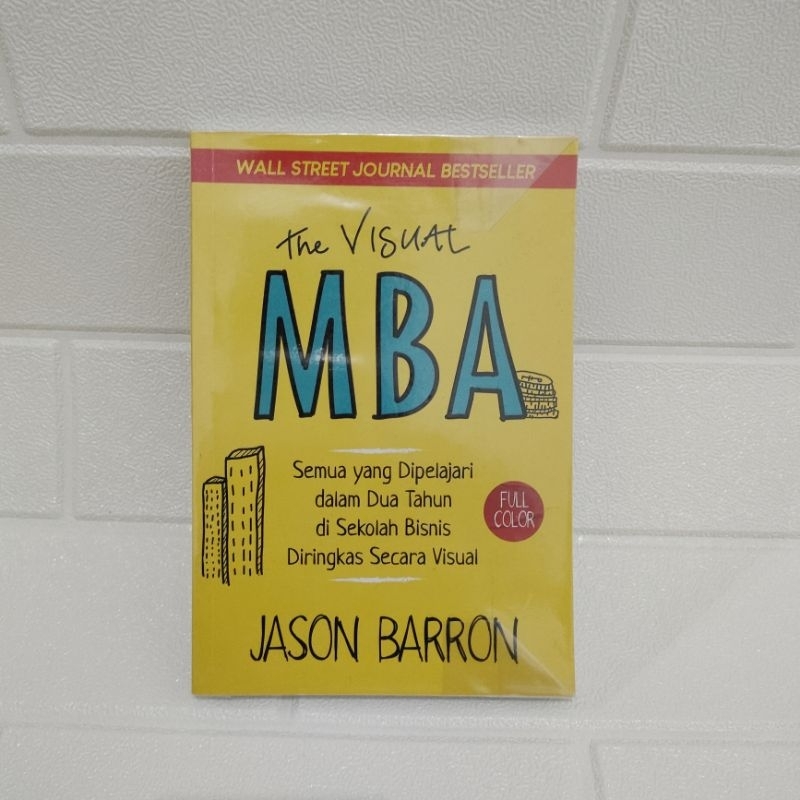 WALL STREET JOURNAL BESTSELLER
the VISUAL
MBA
Semua yang Dipelajari
dalam Dua Tahun
di Sekolah Bisnis
Diringkas Secara Visual
FULL
COLOR
JASON BARRON